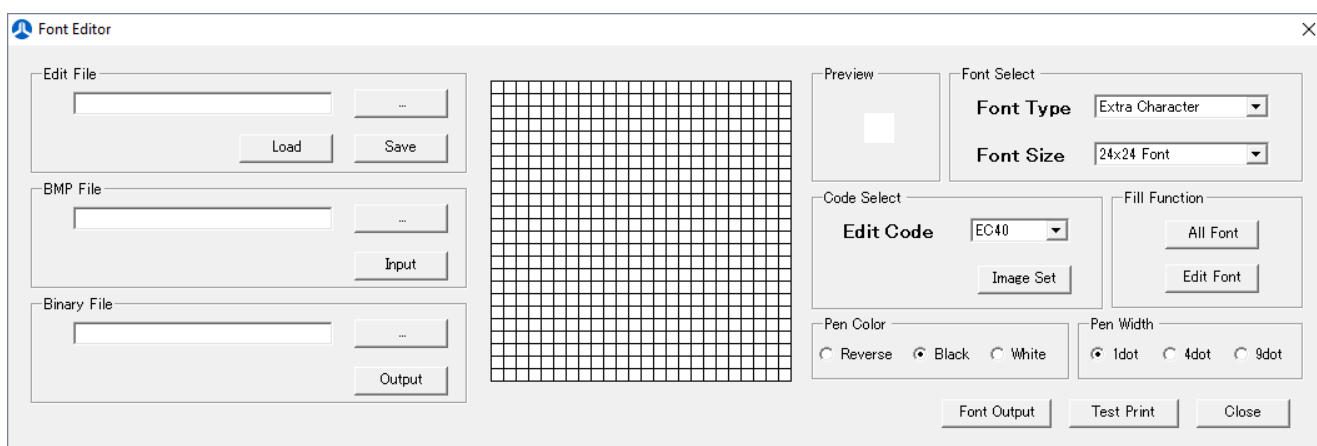 Font Editor
Edit File
...
Load
Save
BMP File
...
Input
Binary File
...
Output
Preview
Font Select
Font Type
Extra Character
Font Size
24x24 Font
Code Select
Edit Code
EC40
Image Set
Fill Function
All Font
Edit Font
Pen Color
Reverse
Black
White
Pen Width
1dot
4dot
9dot
Font Output
Test Print
Close